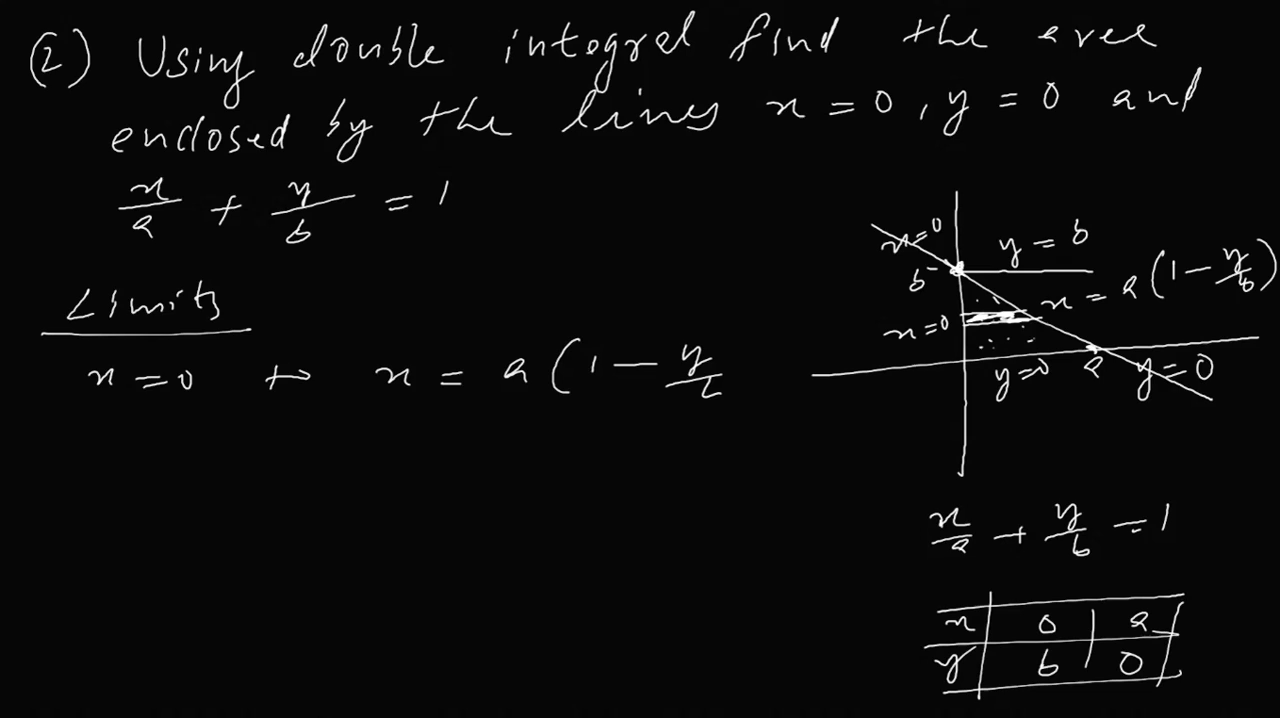 (2) Using double integral find the area
enclosed by the lines x = 0, y = 0 and
x/a + y/b = 1
Limits
x = 0 to x = a (1 - y/b
x=0
y = b
b
x = a (1 - y/b)
x=0
y=0 a y=0
x/a + y/b = 1
x | 0 | a
y | b | 0